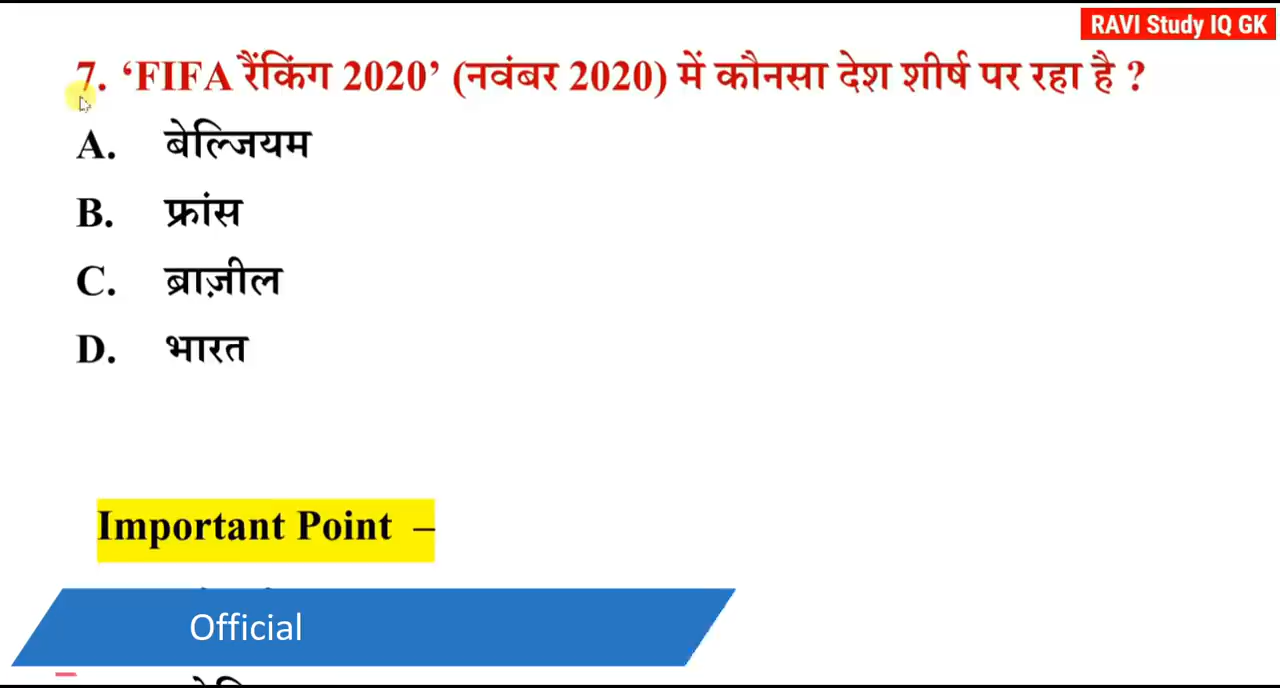 RAVI Study IQ GK
7. ‘FIFA रैंकिंग 2020’ (नवंबर 2020) में कौनसा देश शीर्ष पर रहा है ?
A. बेल्जियम
B. फ्रांस
C. ब्राज़ील
D. भारत
Important Point –
Official